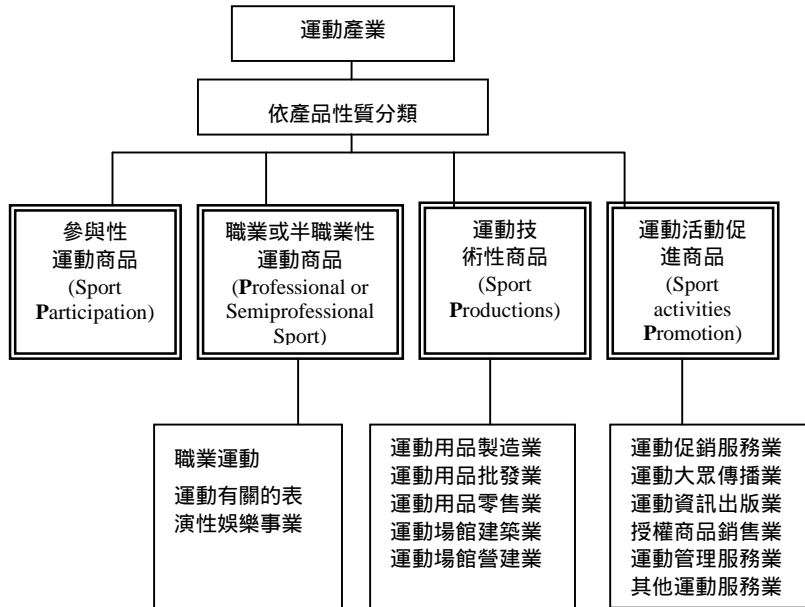 運動產業
依產品性質分類
參與性
運動商品
(Sport
Participation)
職業或半職業性
運動商品
(Professional or
Semiprofessional
Sport)
運動技
術性商品
(Sport
Productions)
運動活動促
進商品
(Sport
activities
Promotion)
職業運動
運動有關的表
演性娛樂事業
運動用品製造業
運動用品批發業
運動用品零售業
運動場館建築業
運動場館營建業
運動促銷服務業
運動大眾傳播業
運動資訊出版業
授權商品銷售業
運動管理服務業
其他運動服務業